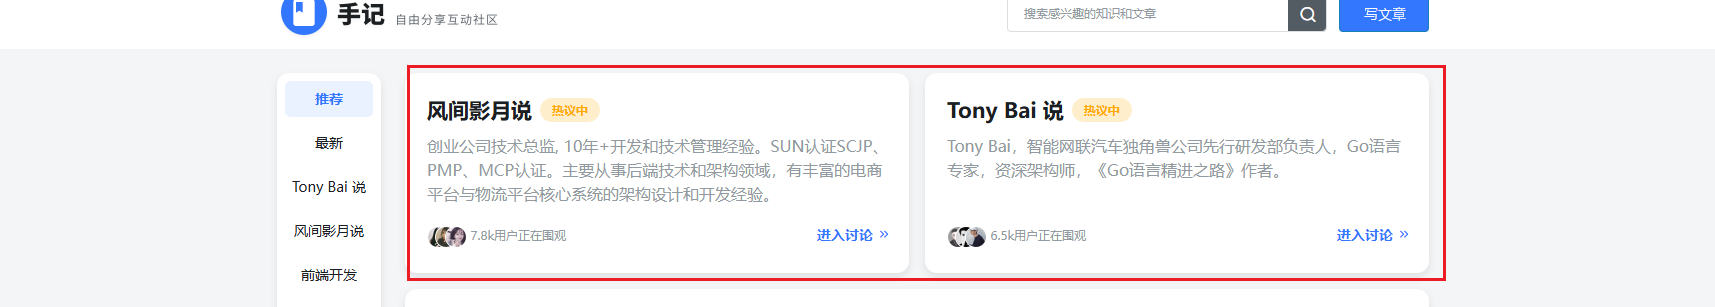 手记 自由分享互动社区
搜索感兴趣的知识和文章
写文章
推荐
最新
Tony Bai 说
风间影月说
前端开发
风间影月说 热议中
创业公司技术总监, 10年+开发和技术管理经验。SUN认证SCJP、
PMP、MCP认证。主要从事后端技术和架构领域，有丰富的电商
平台与物流平台核心系统的架构设计和开发经验。
7.8k用户正在围观
进入讨论 »
Tony Bai 说 热议中
Tony Bai，智能网联汽车独角兽公司先行研发部负责人，Go语言
专家，资深架构师，《Go语言精进之路》作者。
6.5k用户正在围观
进入讨论 »